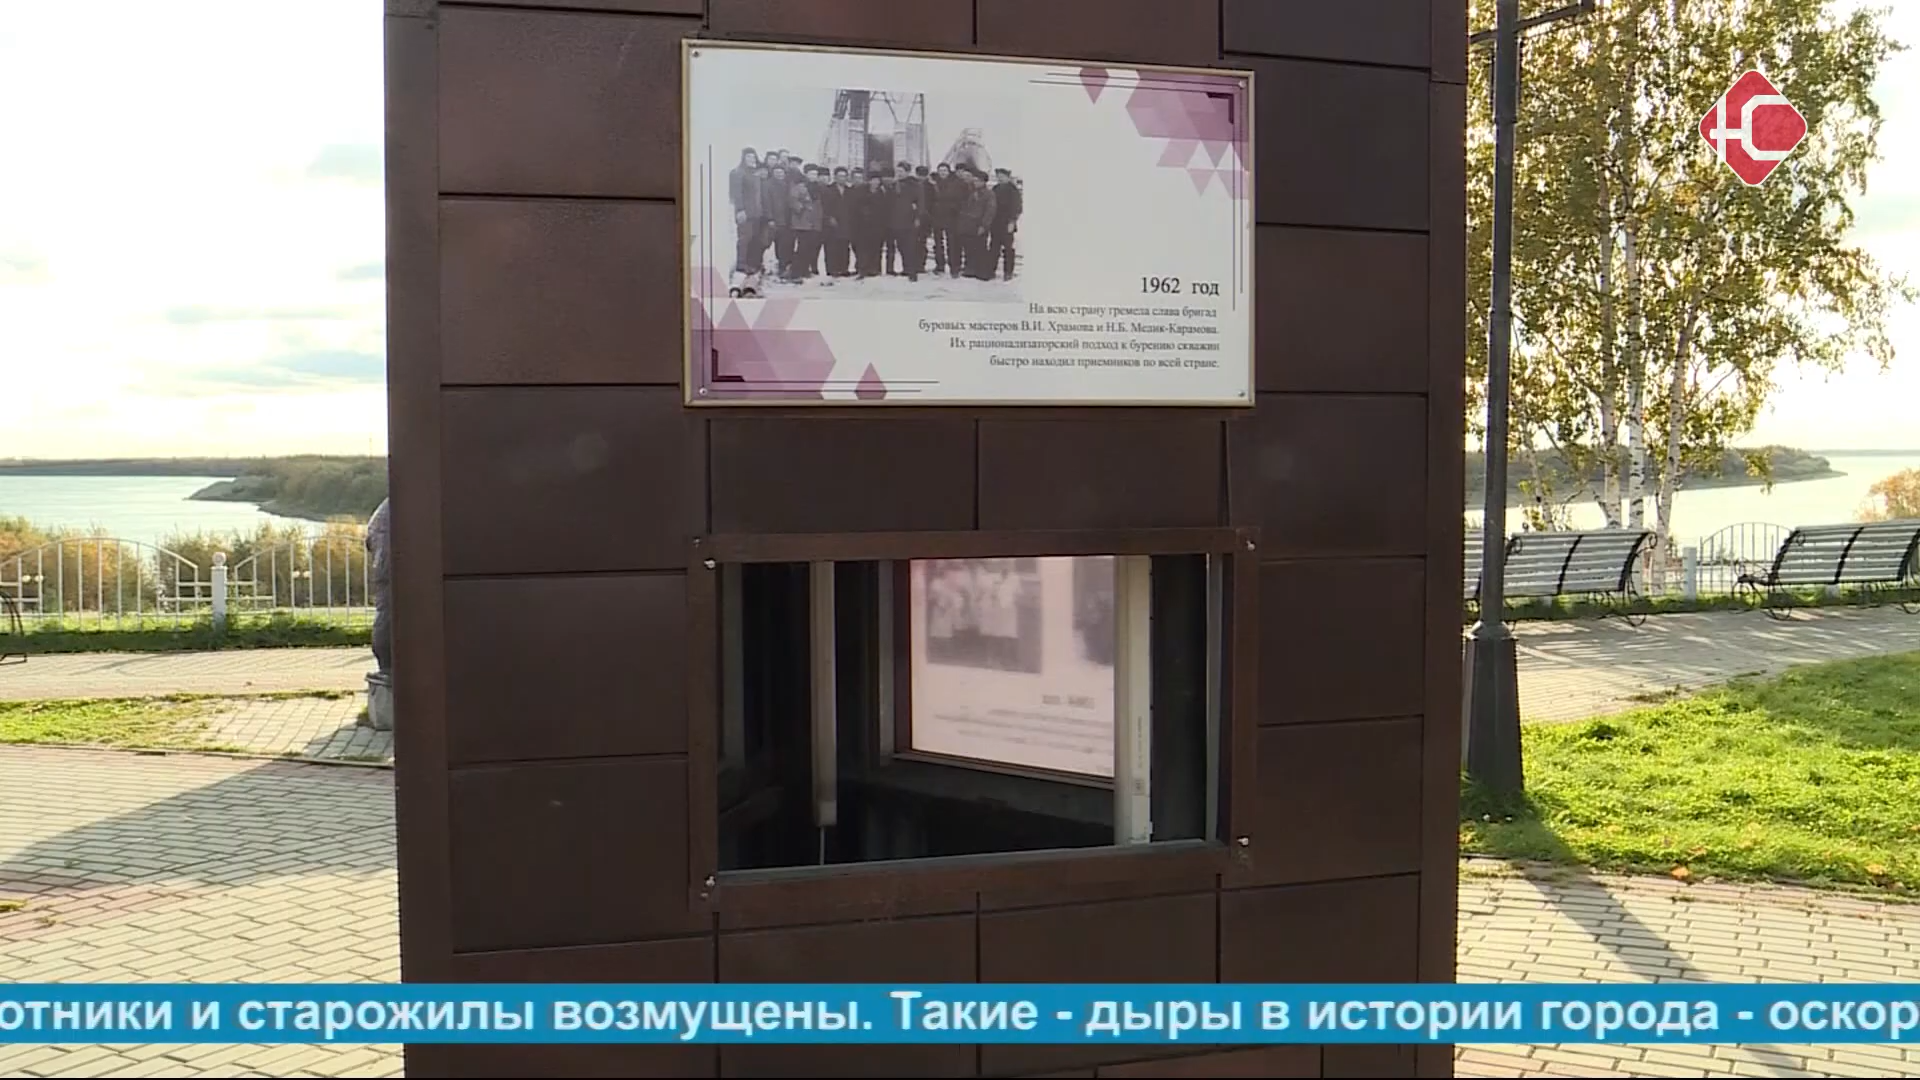 1962 год
На всю страну гремела слава бригад
буровых мастеров В.И. Храмова и Н.Б. Медик-Карамова.
Их рационализаторский подход к бурению скважин
быстро находил приемников по всей стране.
отники и старожилы возмущены. Такие - дыры в истории города - оскор